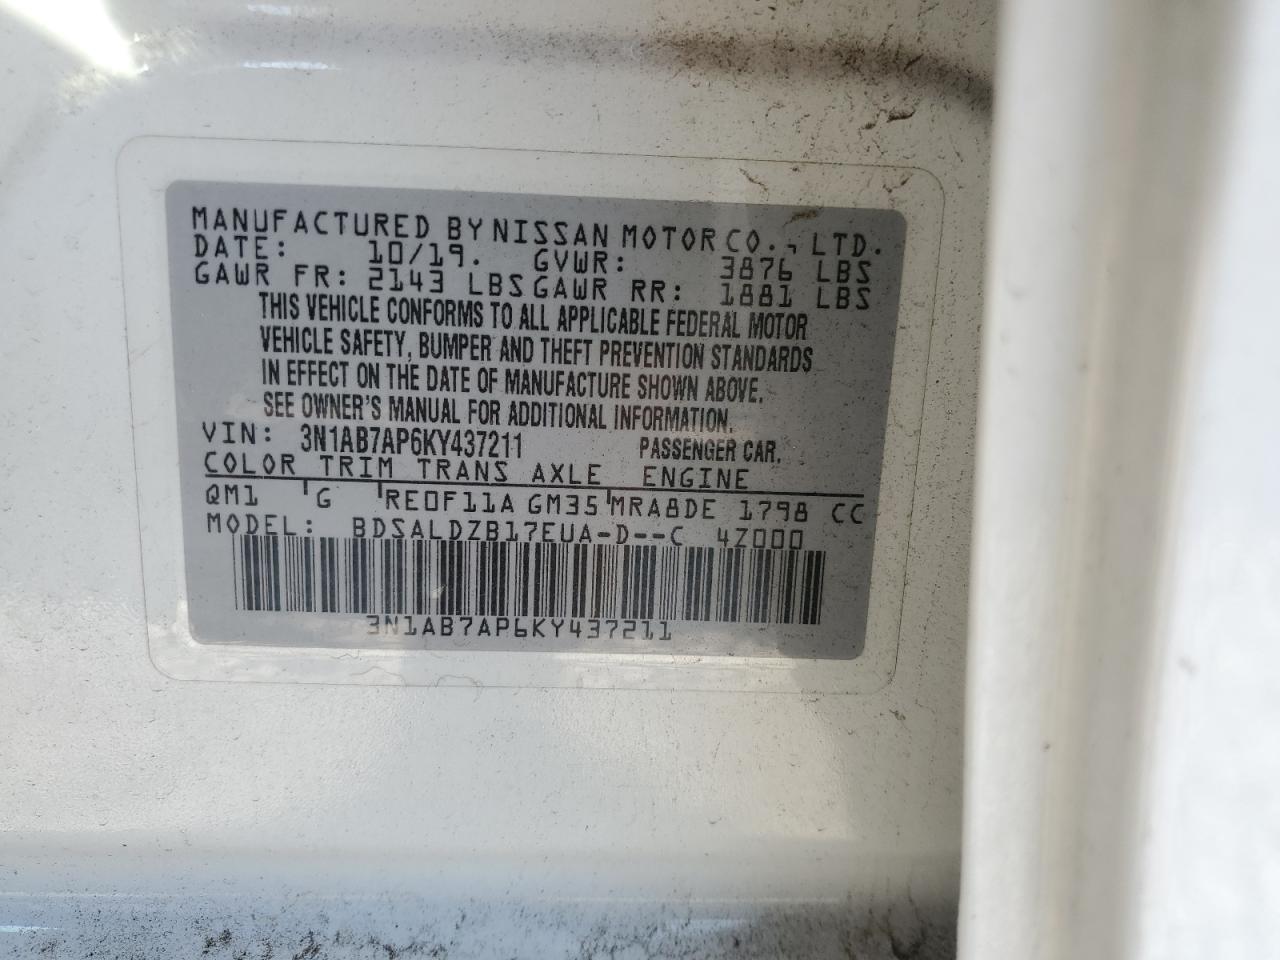 MANUFACTURED BY NISSAN MOTOR CO., LTD.
DATE: 10/19. GVWR: 3876 LBS
GAWR FR: 2143 LBS GAWR RR: 1881 LBS
THIS VEHICLE CONFORMS TO ALL APPLICABLE FEDERAL MOTOR
VEHICLE SAFETY, BUMPER AND THEFT PREVENTION STANDARDS
IN EFFECT ON THE DATE OF MANUFACTURE SHOWN ABOVE.
SEE OWNER'S MANUAL FOR ADDITIONAL INFORMATION.
VIN: 3N1AB7AP6KY437211 PASSENGER CAR.
COLOR TRIM TRANS AXLE ENGINE
QM1 G RE0F11A GM35 MRA8DE 1798 CC
MODEL: BDSALDZB17EUA-D--C 4Z000
3N1AB7AP6KY437211